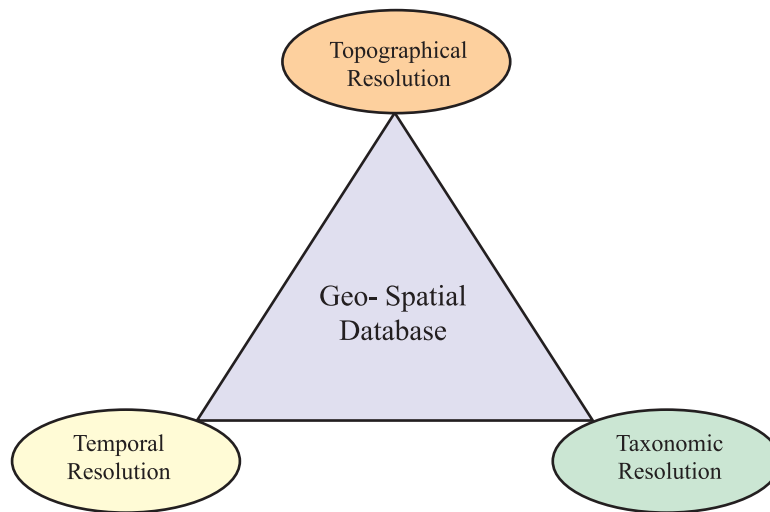 Topographical
Resolution
Geo- Spatial
Database
Temporal
Resolution
Taxonomic
Resolution